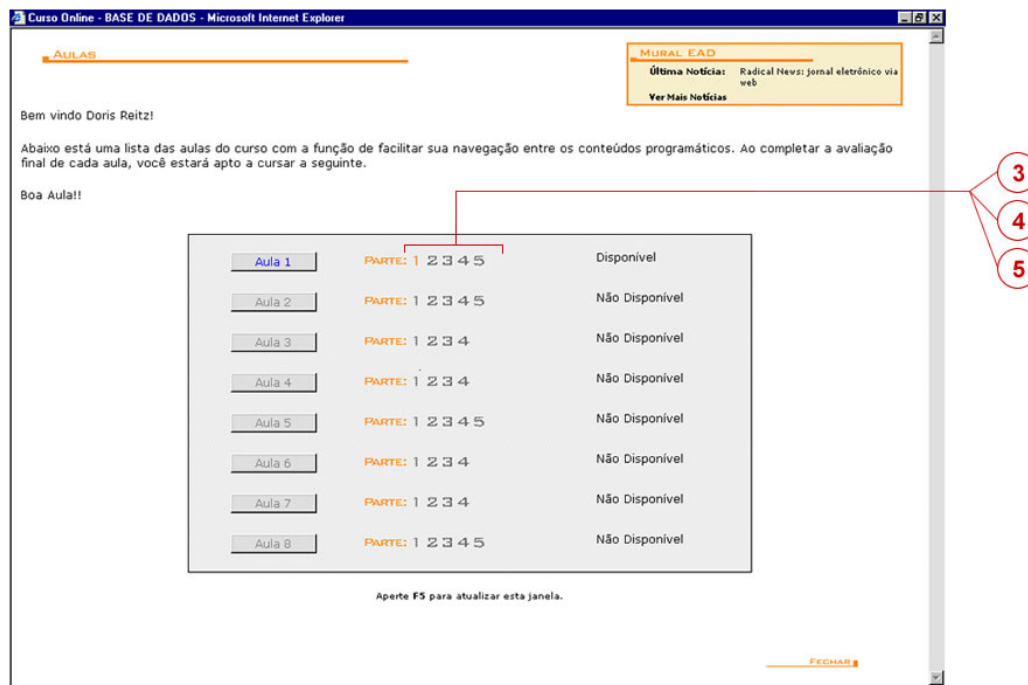 Curso Online - BASE DE DADOS - Microsoft Internet Explorer
AULAS
MURAL EAD
Última Notícia: Radical News: jornal eletrônico via
web
Ver Mais Notícias
Bem vindo Doris Reitz!
Abaixo está uma lista das aulas do curso com a função de facilitar sua navegação entre os conteúdos programáticos. Ao completar a avaliação
final de cada aula, você estará apto a cursar a seguinte.
Boa Aula!!
3
4
5
Aula 1 PARTE: 1 2 3 4 5 Disponível
Aula 2 PARTE: 1 2 3 4 5 Não Disponível
Aula 3 PARTE: 1 2 3 4 Não Disponível
Aula 4 PARTE: 1 2 3 4 Não Disponível
Aula 5 PARTE: 1 2 3 4 5 Não Disponível
Aula 6 PARTE: 1 2 3 4 Não Disponível
Aula 7 PARTE: 1 2 3 4 Não Disponível
Aula 8 PARTE: 1 2 3 4 5 Não Disponível
Aperte F5 para atualizar esta janela.
FECHAR